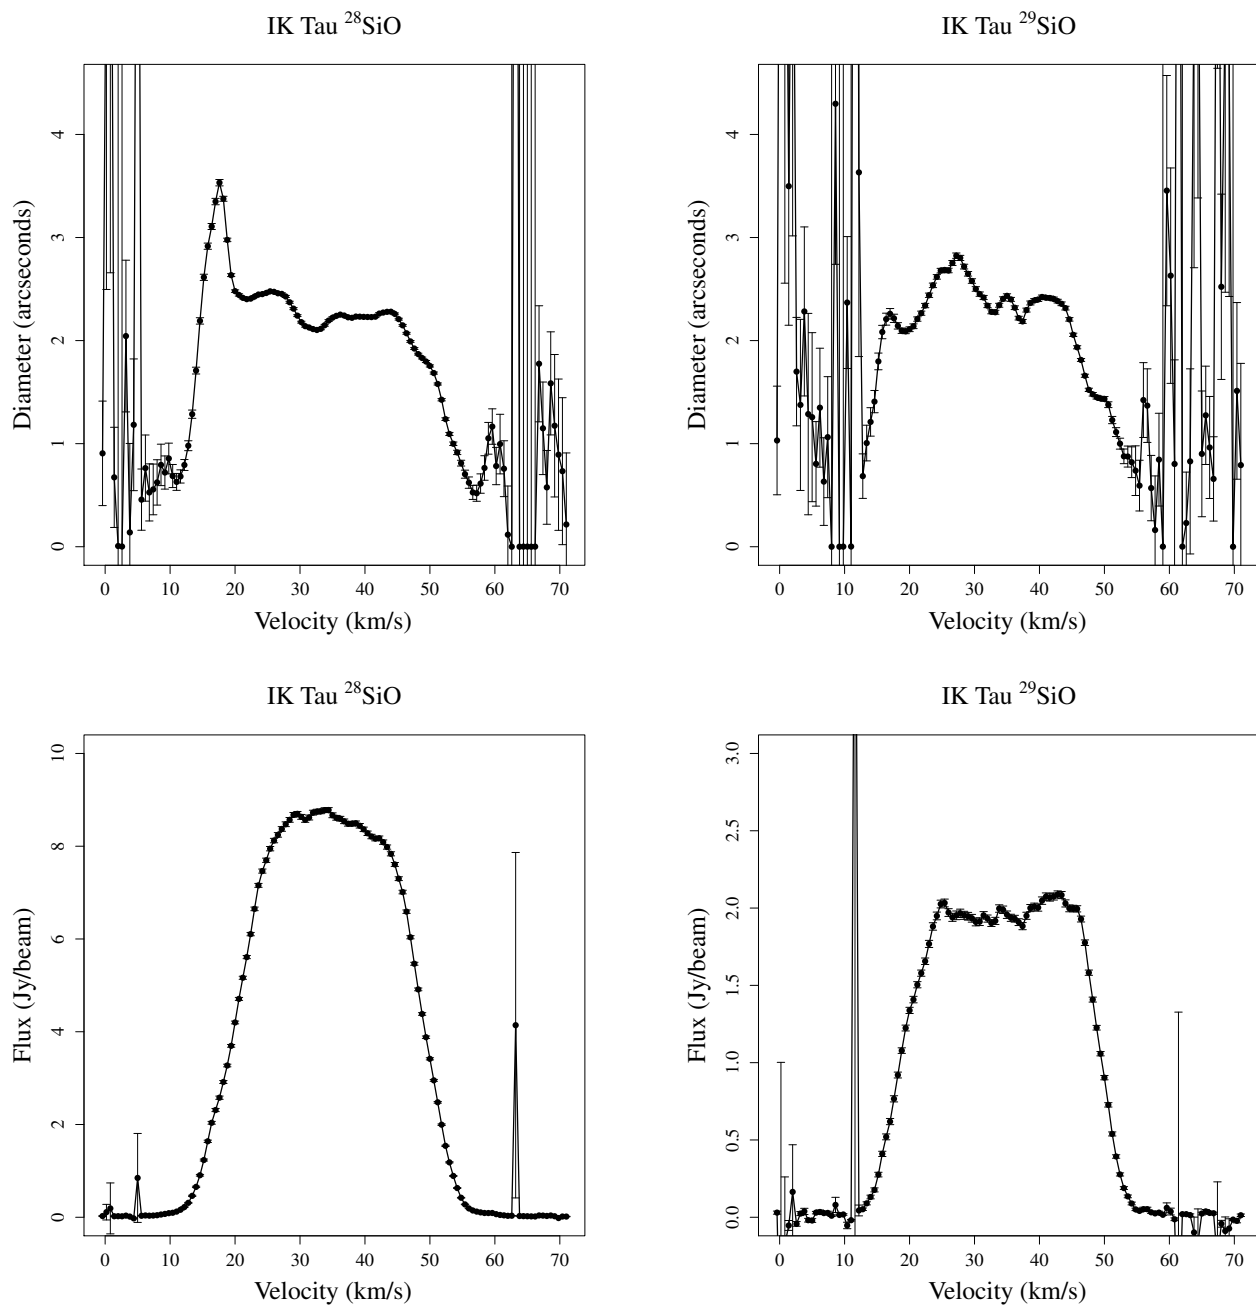 IK Tau ²⁸SiO
4
3
2
1
0
Diameter (arcseconds)
0 10 20 30 40 50 60 70
Velocity (km/s)
IK Tau ²⁹SiO
4
3
2
1
0
Diameter (arcseconds)
0 10 20 30 40 50 60 70
Velocity (km/s)
IK Tau ²⁸SiO
10
8
6
4
2
0
Flux (Jy/beam)
0 10 20 30 40 50 60 70
Velocity (km/s)
IK Tau ²⁹SiO
3.0
2.5
2.0
1.5
1.0
0.5
0.0
Flux (Jy/beam)
0 10 20 30 40 50 60 70
Velocity (km/s)